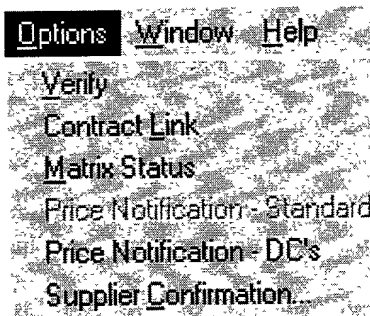 Options Window Help
Verify
Contract Link
Matrix Status
Price Notification - Standard
Price Notification - DC's
Supplier Confirmation...